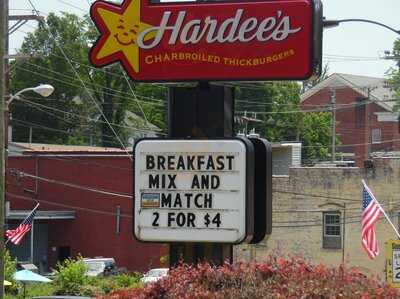 Hardee's
CHARBROILED THICKBURGERS
BREAKFAST
MIX AND
MATCH
2 FOR $4